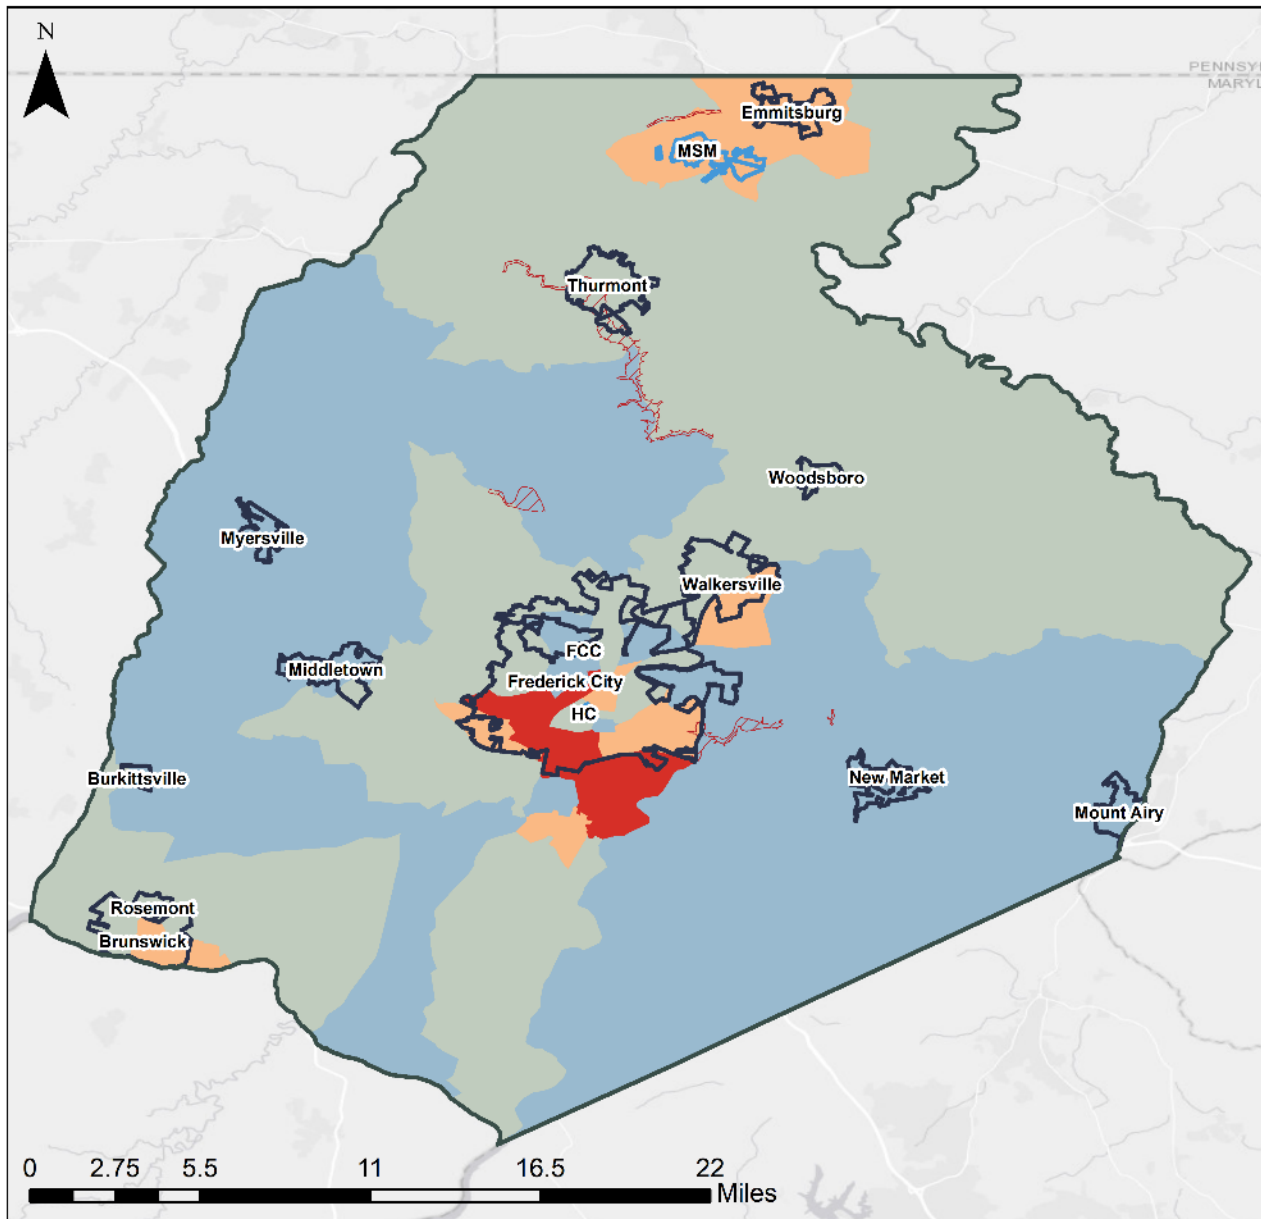 N
PENNSY
MARYL
Emmitsburg
MSM
Thurmont
Woodsboro
Myersville
Walkersville
FCC
Middletown
Frederick City
HC
Burkittsville
New Market
Mount Airy
Rosemont
Brunswick
0 2.75 5.5 11 16.5 22
Miles